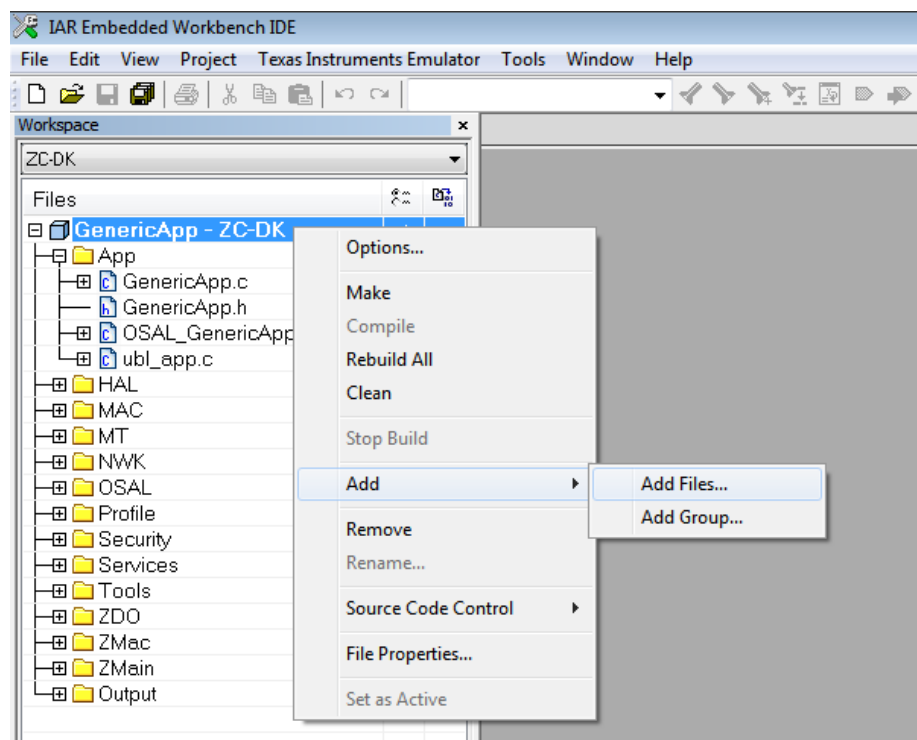 IAR Embedded Workbench IDE
File Edit View Project Texas Instruments Emulator Tools Window Help
Workspace
ZC-DK
Files
GenericApp - ZC-DK
App
GenericApp.c
GenericApp.h
OSAL_GenericApp
ubl_app.c
HAL
MAC
MT
NWK
OSAL
Profile
Security
Services
Tools
ZDO
ZMac
ZMain
Output
Options...
Make
Compile
Rebuild All
Clean
Stop Build
Add
Remove
Rename...
Source Code Control
File Properties...
Set as Active
Add Files...
Add Group...